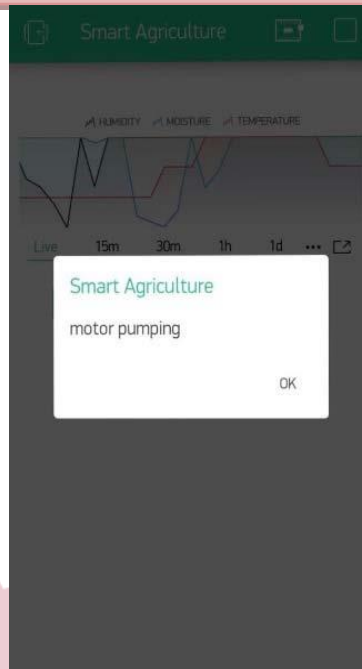 Smart Agriculture
HUMIDITY MOISTURE TEMPERATURE
Live 15m 30m 1h 1d •••
Smart Agriculture
motor pumping
OK